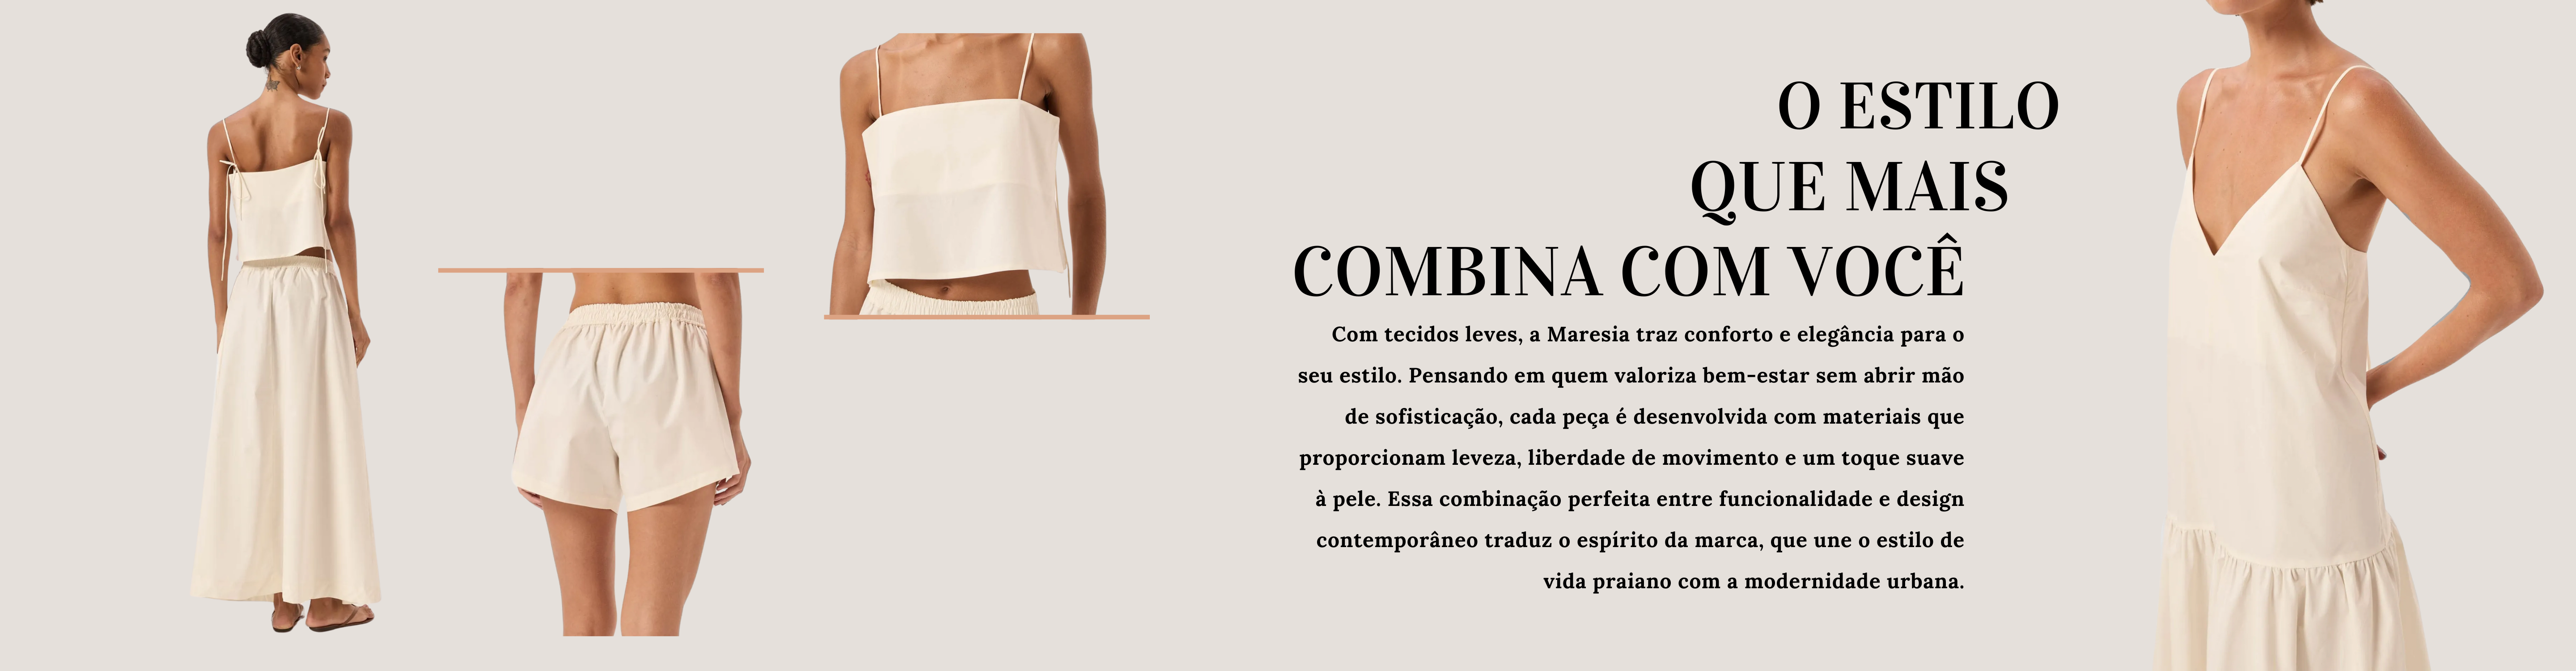 O ESTILO
QUE MAIS
COMBINA COM VOCÊ
Com tecidos leves, a Maresia traz conforto e elegância para o
seu estilo. Pensando em quem valoriza bem-estar sem abrir mão
de sofisticação, cada peça é desenvolvida com materiais que
proporcionam leveza, liberdade de movimento e um toque suave
à pele. Essa combinação perfeita entre funcionalidade e design
contemporâneo traduz o espírito da marca, que une o estilo de
vida praiano com a modernidade urbana.